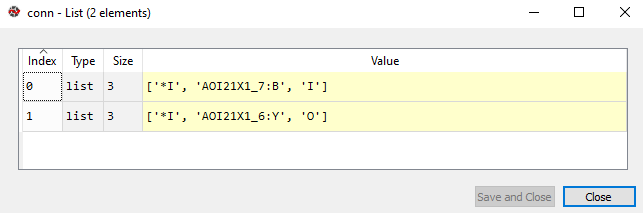 conn - List (2 elements)
Index Type Size Value
0 list 3 ['*I', 'AOI21X1_7:B', 'I']
1 list 3 ['*I', 'AOI21X1_6:Y', 'O']
Save and Close Close